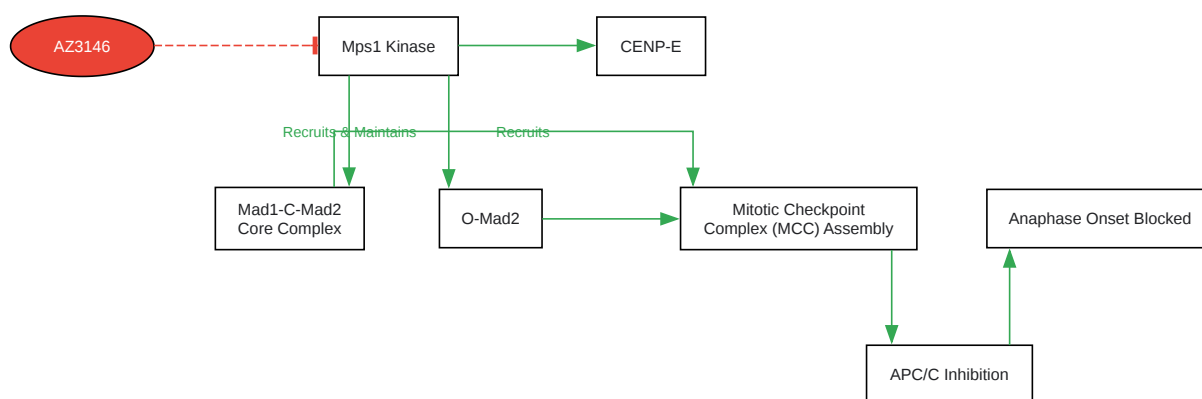 AZ3146
Mps1 Kinase
CENP-E
Recruits & Maintains
Recruits
Mad1-C-Mad2
Core Complex
O-Mad2
Mitotic Checkpoint
Complex (MCC) Assembly
Anaphase Onset Blocked
APC/C Inhibition